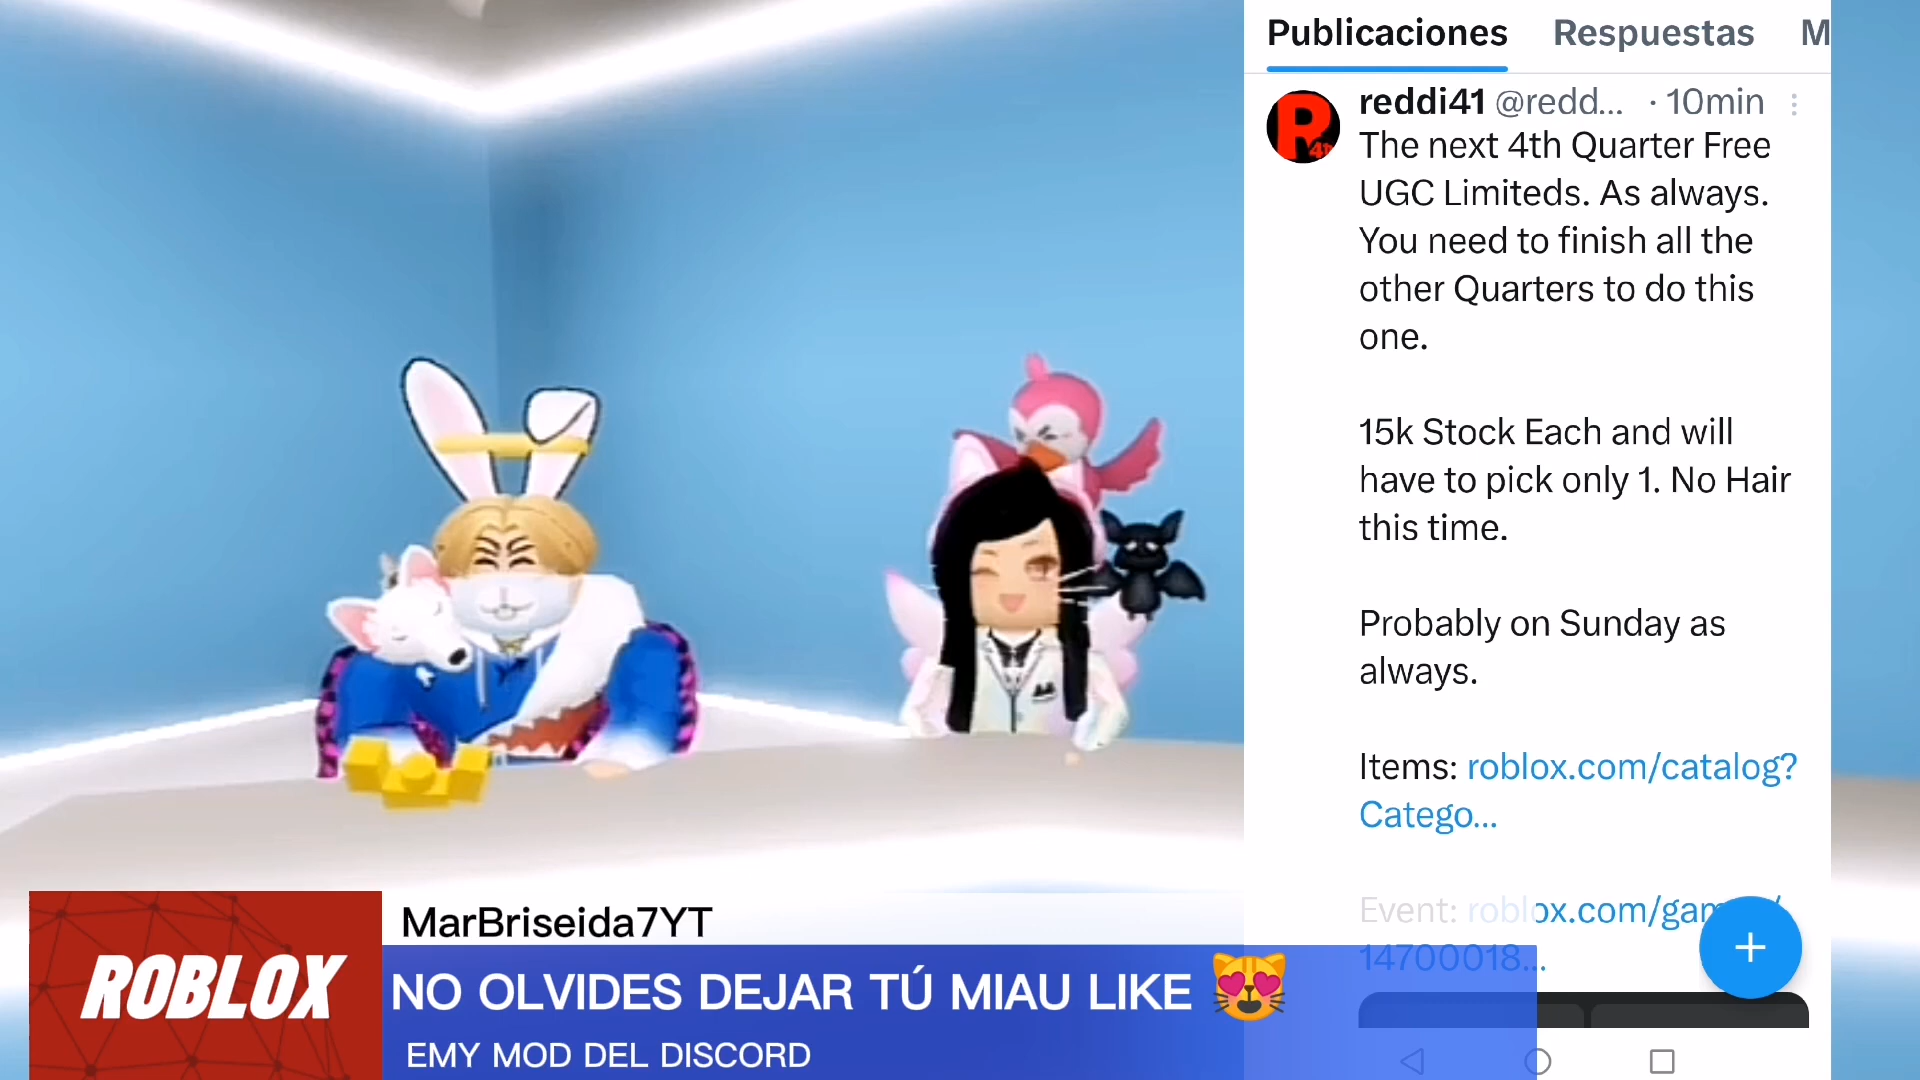 Publicaciones Respuestas M
reddi41 @redd... · 10min
The next 4th Quarter Free
UGC Limiteds. As always.
You need to finish all the
other Quarters to do this
one.
15k Stock Each and will
have to pick only 1. No Hair
this time.
Probably on Sunday as
always.
Items: roblox.com/catalog?
Catego...
Event: roblox.com/gam
14700018...
R
ROBLOX
MarBriseida7YT
NO OLVIDES DEJAR TÚ MIAU LIKE 😻
EMY MOD DEL DISCORD